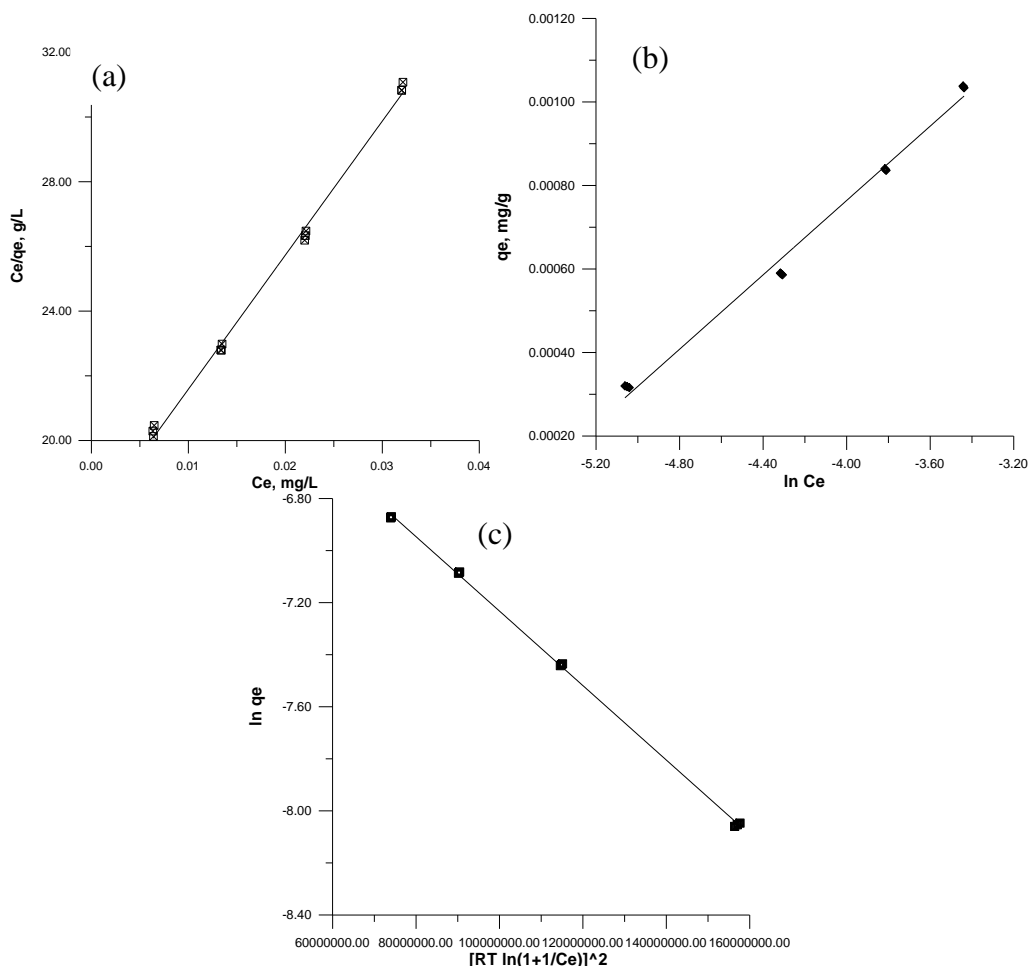 (a)
32.00
28.00
24.00
20.00
Ce/qe, g/L
0.00 0.01 0.02 0.03 0.04
Ce, mg/L
(b)
0.00120
0.00100
0.00080
0.00060
0.00040
0.00020
qe, mg/g
-5.20 -4.80 -4.40 -4.00 -3.60 -3.20
ln Ce
(c)
-6.80
-7.20
-7.60
-8.00
-8.40
ln qe
60000000.00 80000000.00 100000000.00 120000000.00 140000000.00 160000000.00
[RT ln(1+1/Ce)]^2